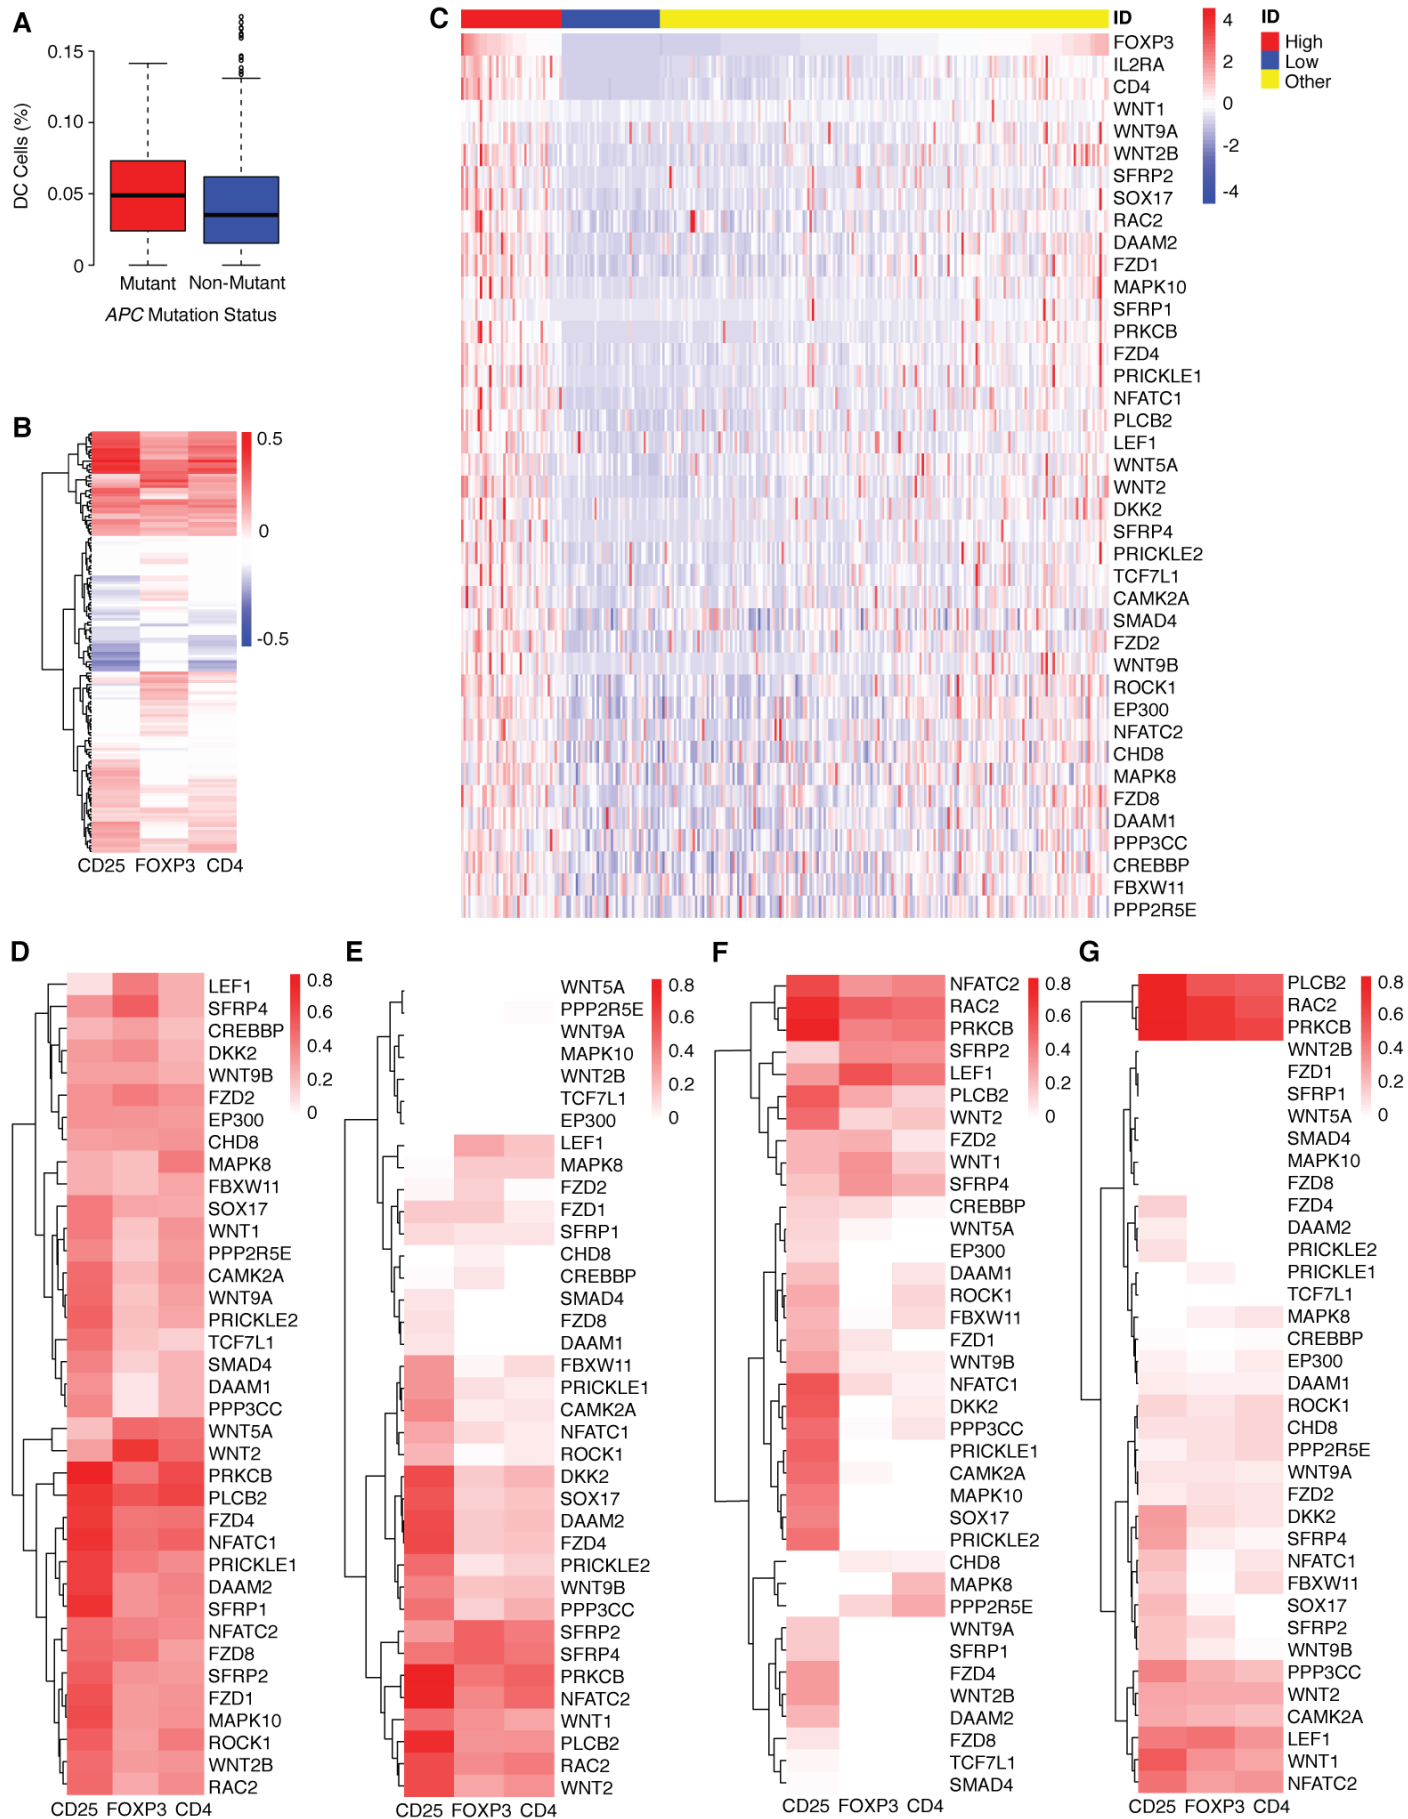 A
0.15
0.10
0.05
0
DC Cells (%)
Mutant Non-Mutant
APC Mutation Status
B
0.5
0
-0.5
CD25 FOXP3 CD4
C
ID
FOXP3
IL2RA
CD4
WNT1
WNT9A
WNT2B
SFRP2
SOX17
RAC2
DAAM2
FZD1
MAPK10
SFRP1
PRKCB
FZD4
PRICKLE1
NFATC1
PLCB2
LEF1
WNT5A
WNT2
DKK2
SFRP4
PRICKLE2
TCF7L1
CAMK2A
SMAD4
FZD2
WNT9B
ROCK1
EP300
NFATC2
CHD8
MAPK8
FZD8
DAAM1
PPP3CC
CREBBP
FBXW11
PPP2R5E
4
2
0
-2
-4
ID
High
Low
Other
D
LEF1
SFRP4
CREBBP
DKK2
WNT9B
FZD2
EP300
CHD8
MAPK8
FBXW11
SOX17
WNT1
PPP2R5E
CAMK2A
WNT9A
PRICKLE2
TCF7L1
SMAD4
DAAM1
PPP3CC
WNT5A
WNT2
PRKCB
PLCB2
FZD4
NFATC1
PRICKLE1
DAAM2
SFRP1
NFATC2
FZD8
SFRP2
FZD1
MAPK10
ROCK1
WNT2B
RAC2
0.8
0.6
0.4
0.2
0
CD25 FOXP3 CD4
E
WNT5A
PPP2R5E
WNT9A
MAPK10
WNT2B
TCF7L1
EP300
LEF1
MAPK8
FZD2
FZD1
SFRP1
CHD8
CREBBP
SMAD4
FZD8
DAAM1
FBXW11
PRICKLE1
CAMK2A
NFATC1
ROCK1
DKK2
SOX17
DAAM2
FZD4
PRICKLE2
WNT9B
PPP3CC
SFRP2
SFRP4
PRKCB
NFATC2
WNT1
PLCB2
RAC2
WNT2
0.8
0.6
0.4
0.2
0
CD25 FOXP3 CD4
F
NFATC2
RAC2
PRKCB
SFRP2
LEF1
PLCB2
WNT2
FZD2
WNT1
SFRP4
CREBBP
WNT5A
EP300
DAAM1
ROCK1
FBXW11
FZD1
WNT9B
NFATC1
DKK2
PPP3CC
PRICKLE1
CAMK2A
MAPK10
SOX17
PRICKLE2
CHD8
MAPK8
PPP2R5E
WNT9A
SFRP1
FZD4
WNT2B
DAAM2
FZD8
TCF7L1
SMAD4
0.8
0.6
0.4
0.2
0
CD25 FOXP3 CD4
G
PLCB2
RAC2
PRKCB
WNT2B
FZD1
SFRP1
WNT5A
SMAD4
MAPK10
FZD8
FZD4
DAAM2
PRICKLE2
PRICKLE1
TCF7L1
MAPK8
CREBBP
EP300
DAAM1
ROCK1
CHD8
PPP2R5E
WNT9A
FZD2
DKK2
SFRP4
NFATC1
FBXW11
SOX17
SFRP2
WNT9B
PPP3CC
WNT2
CAMK2A
LEF1
WNT1
NFATC2
0.8
0.6
0.4
0.2
0
CD25 FOXP3 CD4